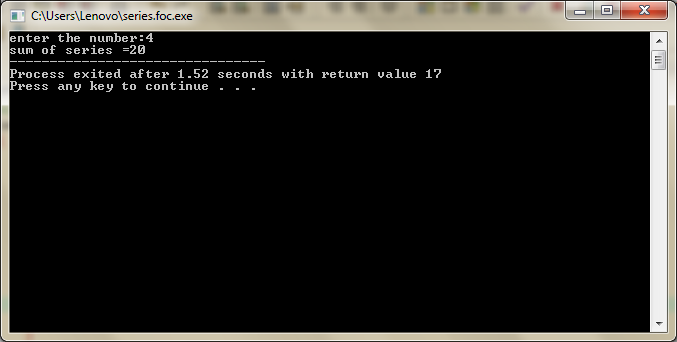 C:\Users\Lenovo\series.foc.exe
enter the number:4
sum of series =20
--------------------------------
Process exited after 1.52 seconds with return value 17
Press any key to continue . . .